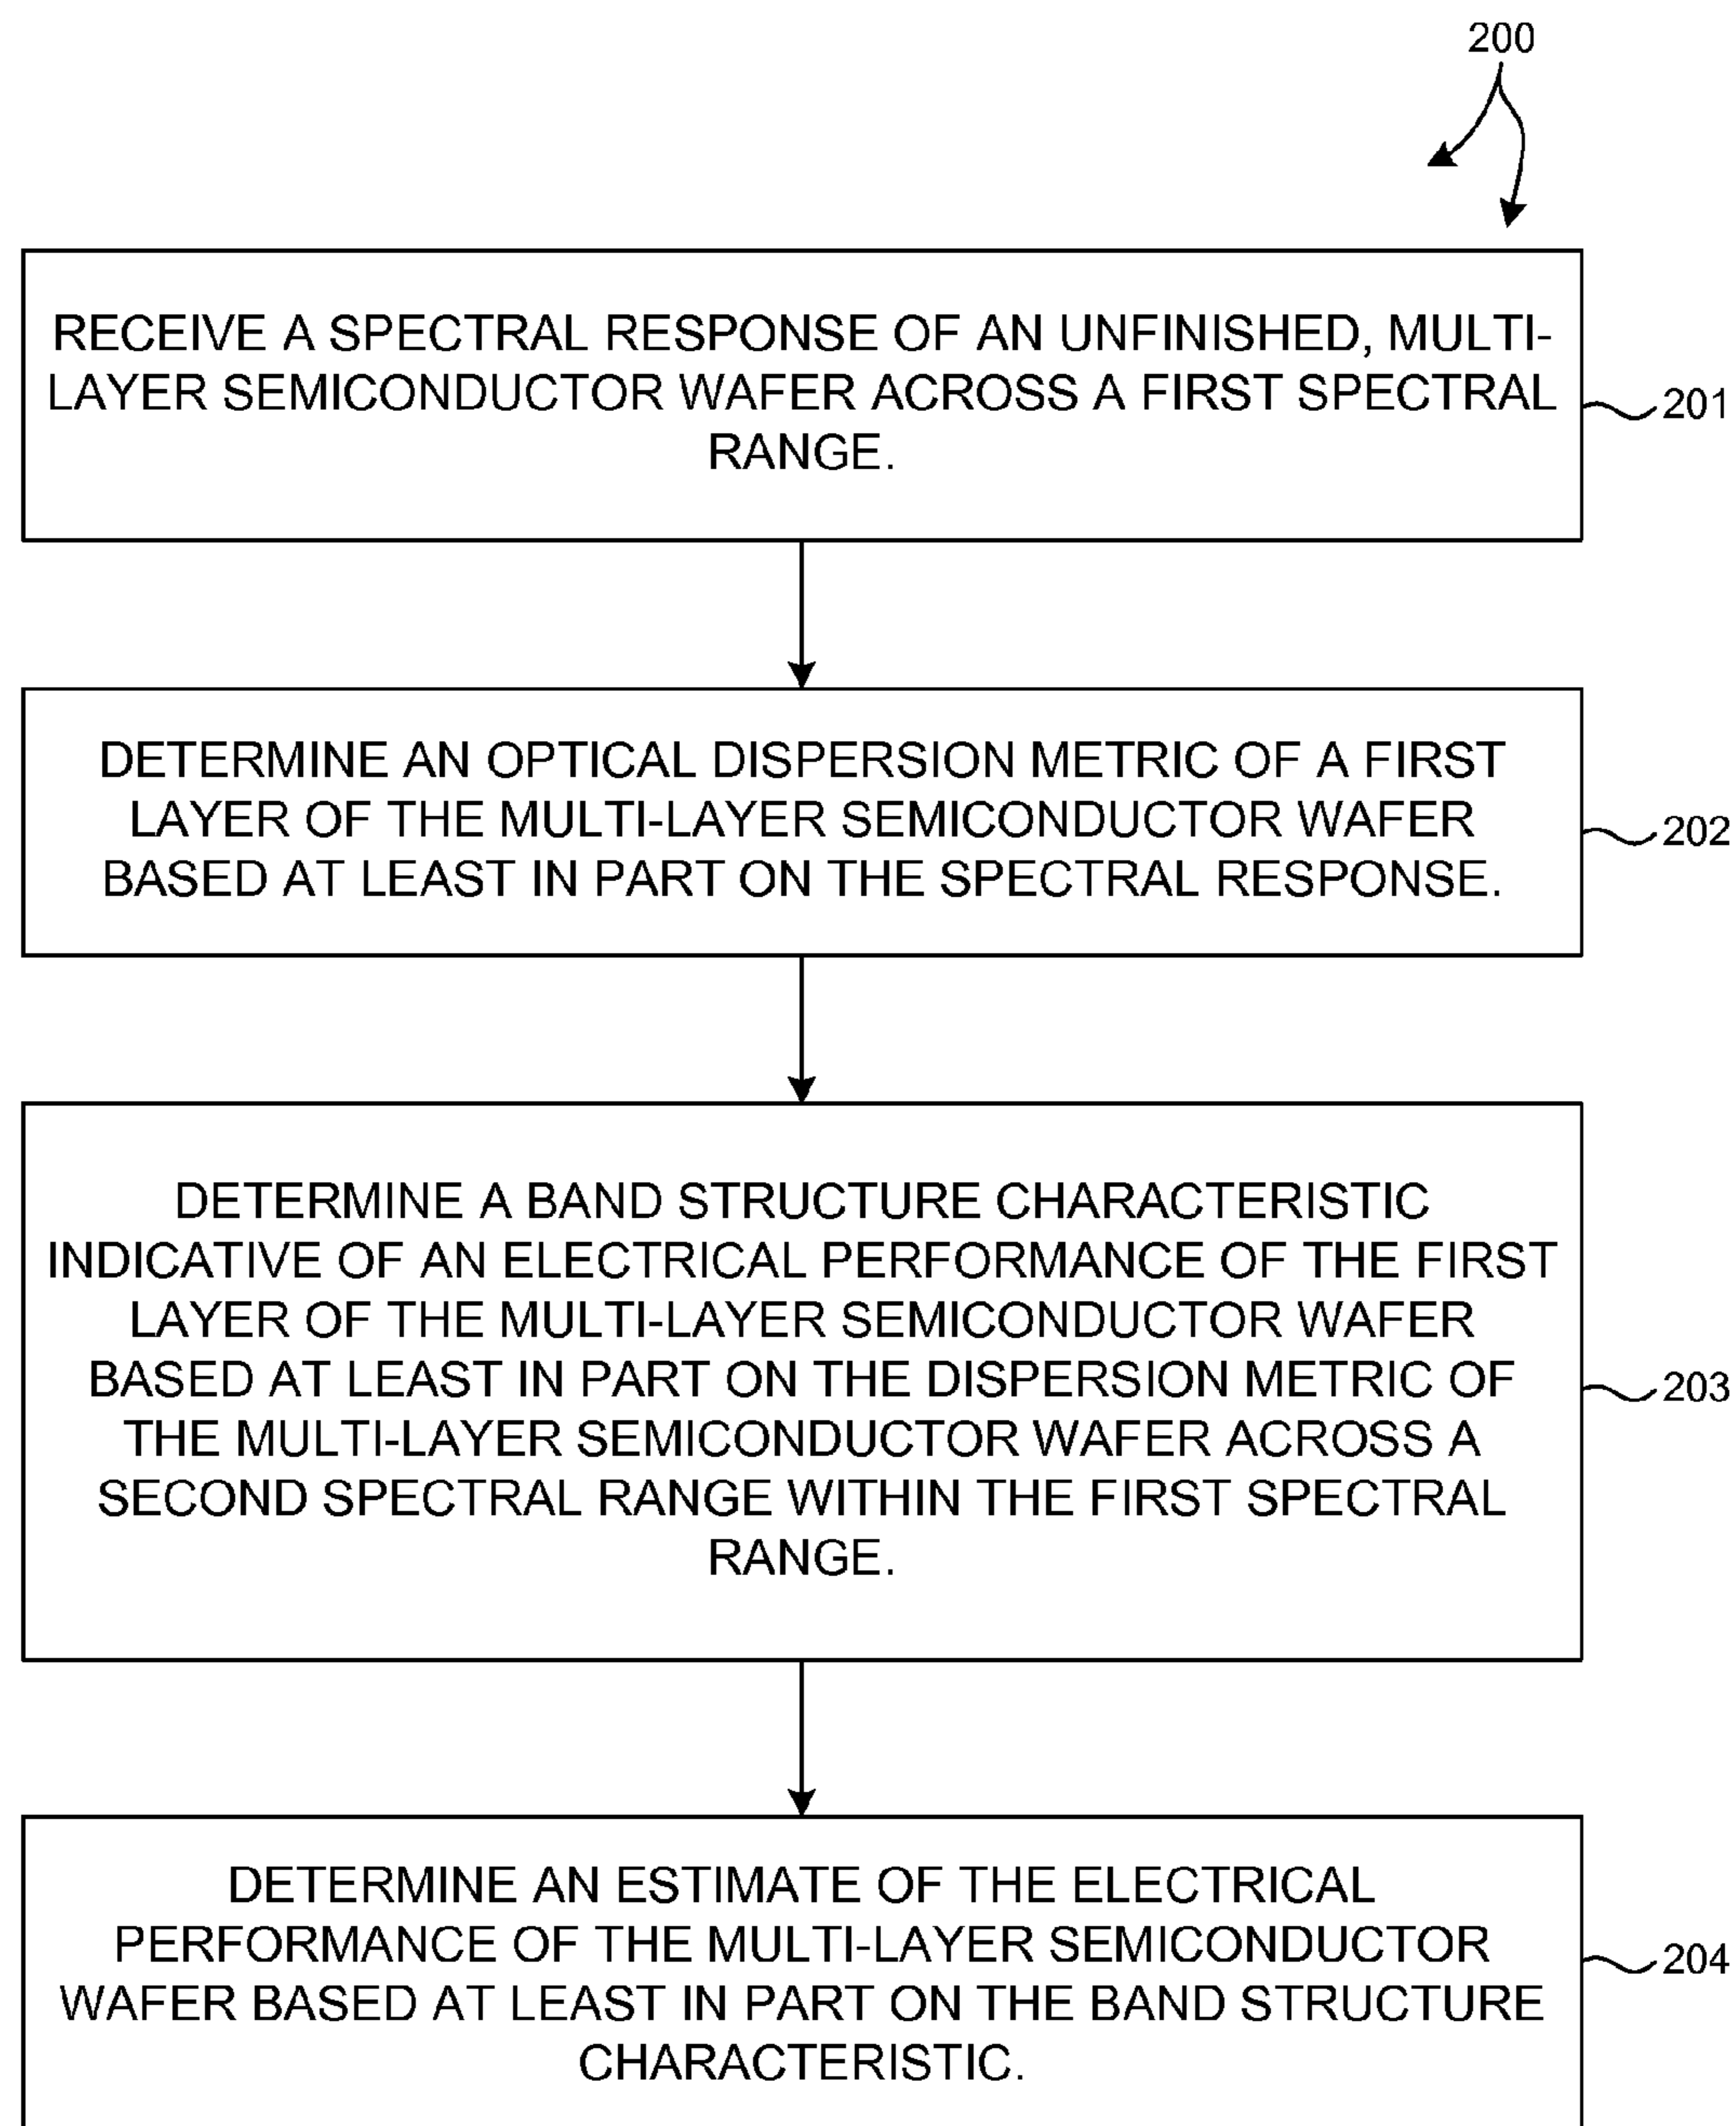 200
RECEIVE A SPECTRAL RESPONSE OF AN UNFINISHED, MULTI-
LAYER SEMICONDUCTOR WAFER ACROSS A FIRST SPECTRAL
RANGE.
201
DETERMINE AN OPTICAL DISPERSION METRIC OF A FIRST
LAYER OF THE MULTI-LAYER SEMICONDUCTOR WAFER
BASED AT LEAST IN PART ON THE SPECTRAL RESPONSE.
202
DETERMINE A BAND STRUCTURE CHARACTERISTIC
INDICATIVE OF AN ELECTRICAL PERFORMANCE OF THE FIRST
LAYER OF THE MULTI-LAYER SEMICONDUCTOR WAFER
BASED AT LEAST IN PART ON THE DISPERSION METRIC OF
THE MULTI-LAYER SEMICONDUCTOR WAFER ACROSS A
SECOND SPECTRAL RANGE WITHIN THE FIRST SPECTRAL
RANGE.
203
DETERMINE AN ESTIMATE OF THE ELECTRICAL
PERFORMANCE OF THE MULTI-LAYER SEMICONDUCTOR
WAFER BASED AT LEAST IN PART ON THE BAND STRUCTURE
CHARACTERISTIC.
204